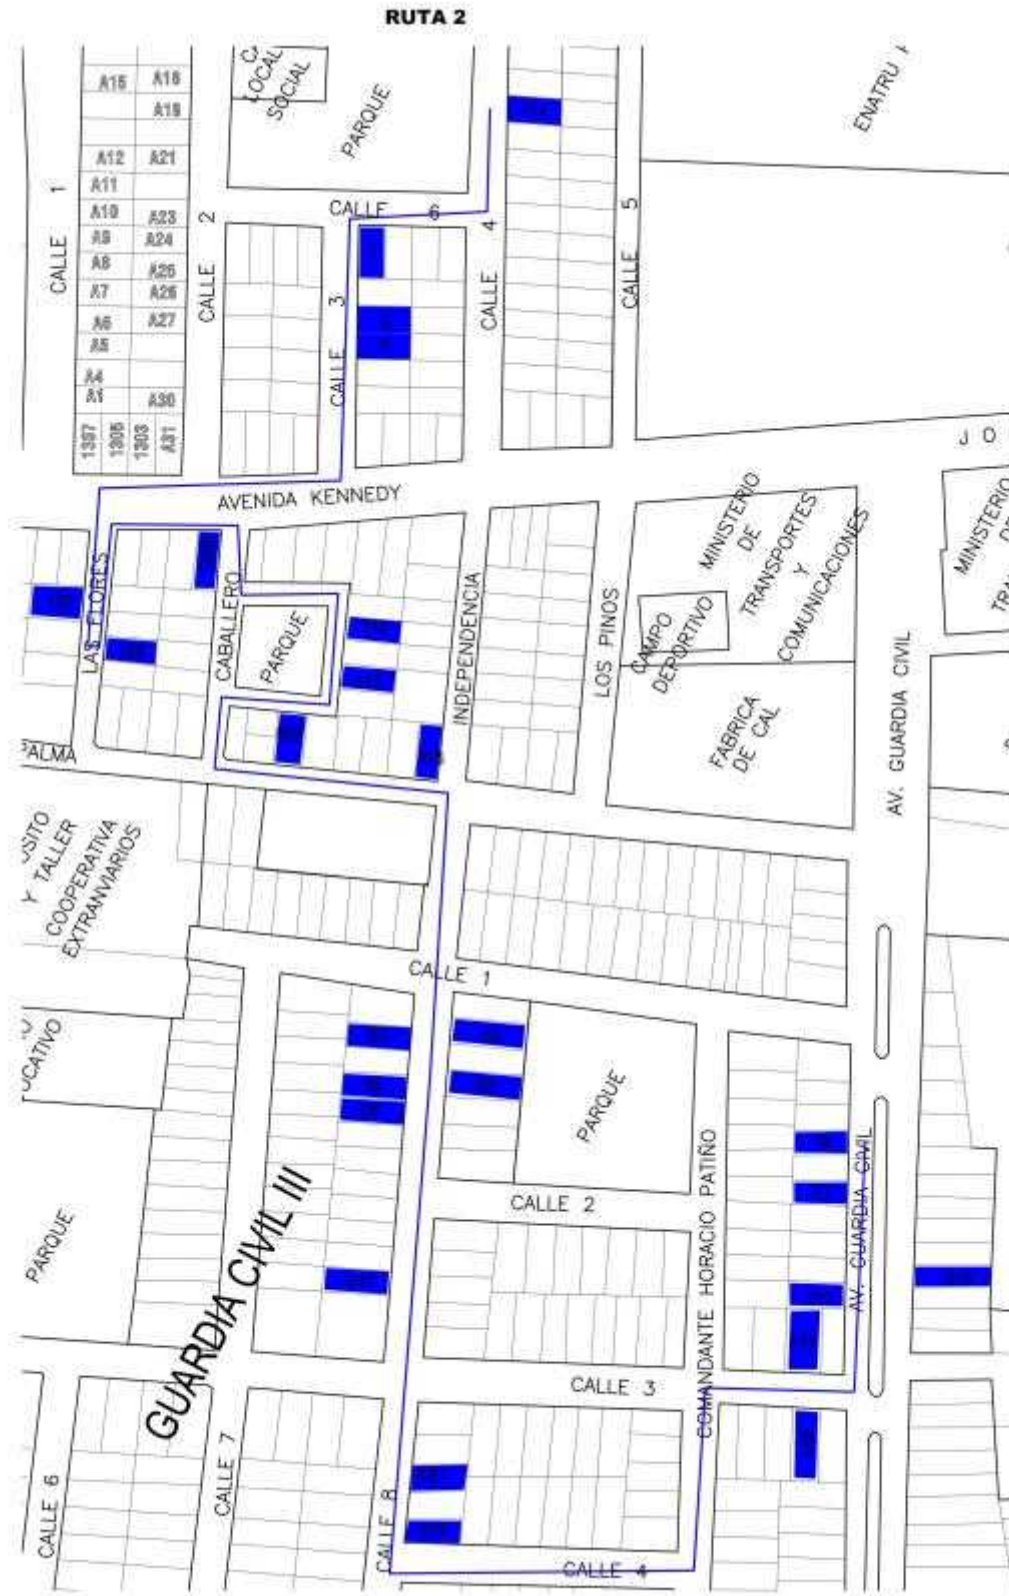 RUTA 2
LOCAL
SOCIAL
PARQUE
ENATRU
A15 A18
A19
A12 A21
A11
A10 A23
A9 A24
A8 A25
A7 A26
A6 A27
A5
A4
A1 A30
1307 1305 1303 A31
CALLE 1
CALLE 2
CALLE 6
CALLE 3
CALLE 4
CALLE 5
J O
AVENIDA KENNEDY
LAS FLORES
CABALLERO
PARQUE
INDEPENDENCIA
LOS PINOS
MINISTERIO
DE
TRANSPORTES
Y
COMUNICACIONES
CAMPO
DEPORTIVO
FABRICA
DE CAL
AV. GUARDIA CIVIL
MINISTERIO
PALMA
Y TALLER
COOPERATIVA
EXTRANVIARIOS
CALLE 1
UCATIVO
PARQUE
PARQUE
CALLE 2
COMANDANTE HORACIO PATIÑO
AV. GUARDIA CIVIL
GUARDIA CIVIL III
CALLE 3
CALLE 6
CALLE 7
CALLE 8
CALLE 4